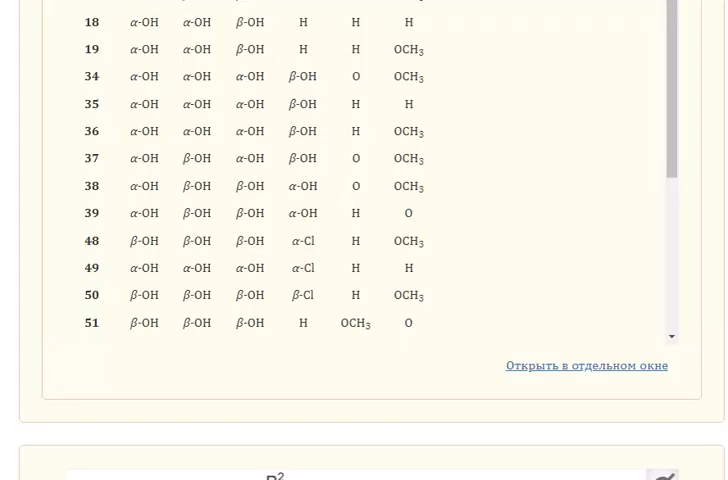 18 α-OH α-OH β-OH H H H
19 α-OH α-OH β-OH H H OCH₃
34 α-OH α-OH α-OH β-OH O OCH₃
35 α-OH α-OH α-OH β-OH H H
36 α-OH α-OH α-OH β-OH H OCH₃
37 α-OH β-OH α-OH β-OH O OCH₃
38 α-OH β-OH β-OH α-OH O OCH₃
39 α-OH β-OH β-OH α-OH H O
48 β-OH β-OH β-OH α-Cl H OCH₃
49 α-OH α-OH α-OH α-Cl H H
50 β-OH β-OH β-OH β-Cl H OCH₃
51 β-OH β-OH β-OH H OCH₃ O
Открыть в отдельном окне
R²